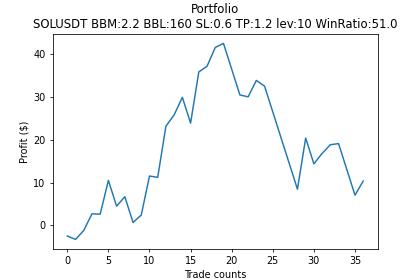 Portfolio
SOLUSDT BBM:2.2 BBL:160 SL:0.6 TP:1.2 lev:10 WinRatio:51.0
40
30
20
10
0
Profit ($)
0 5 10 15 20 25 30 35
Trade counts